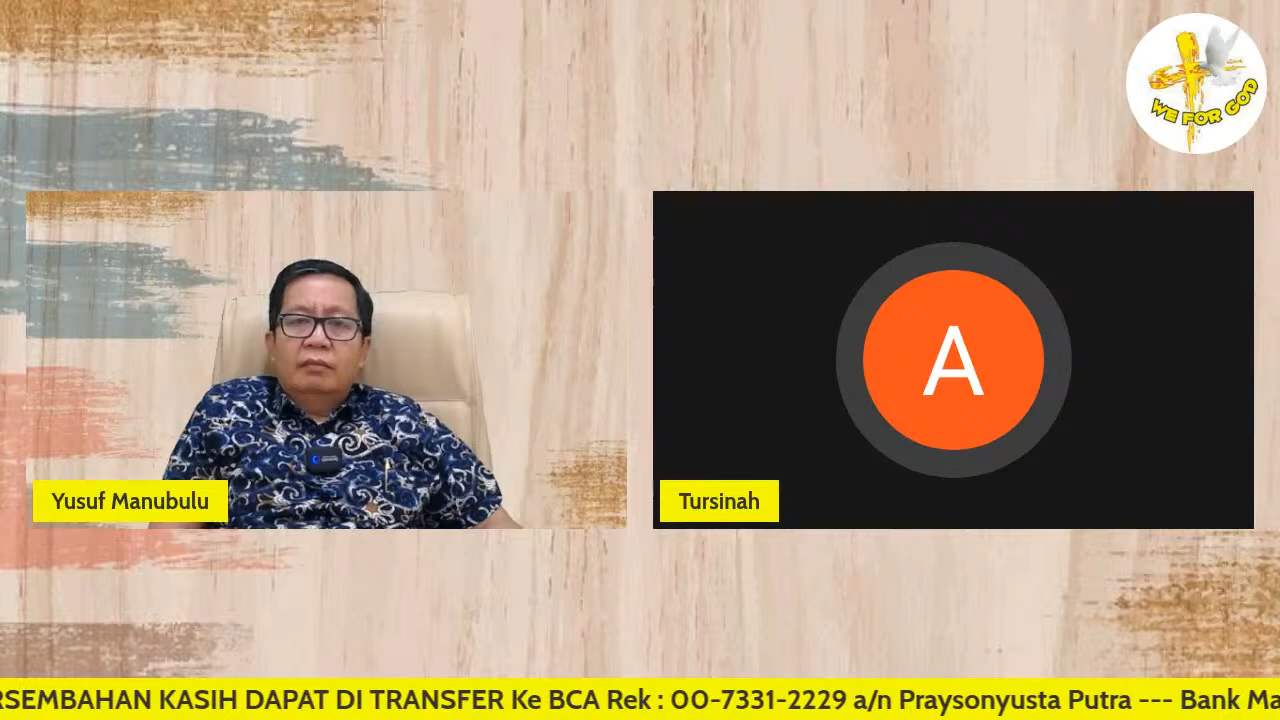 WE FOR GOD
A
Yusuf Manubulu
Tursinah
RSEMBAHAN KASIH DAPAT DI TRANSFER Ke BCA Rek : 00-7331-2229 a/n Praysonyusta Putra --- Bank Ma